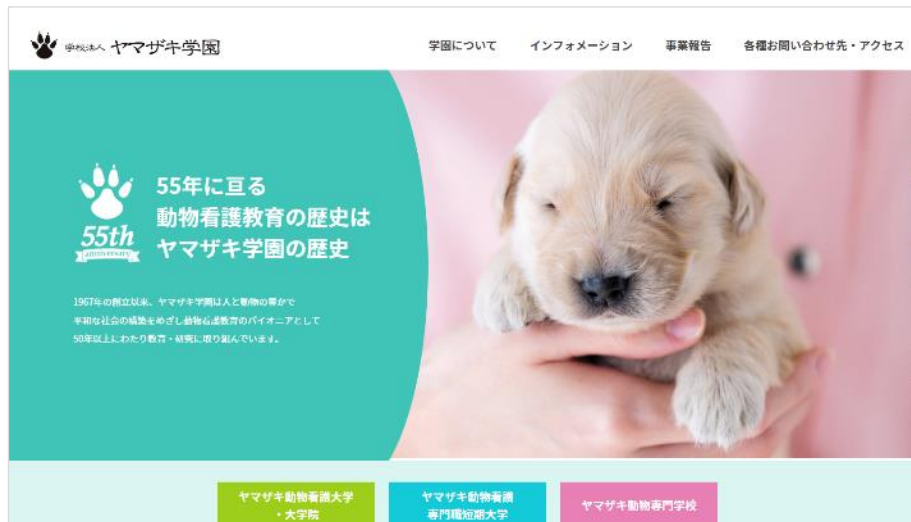 学校法人 ヤマザキ学園
学園について インフォメーション 事業報告 各種お問い合わせ先・アクセス
55年に亘る
動物看護教育の歴史は
ヤマザキ学園の歴史
55th
anniversary
1967年の創立以来、ヤマザキ学園は人と動物の豊かで
平和な社会の構築をめざし動物看護教育のパイオニアとして
50年以上にわたり教育・研究に取り組んでいます。
ヤマザキ動物看護大学
・大学院
ヤマザキ動物看護
専門職短期大学
ヤマザキ動物専門学校